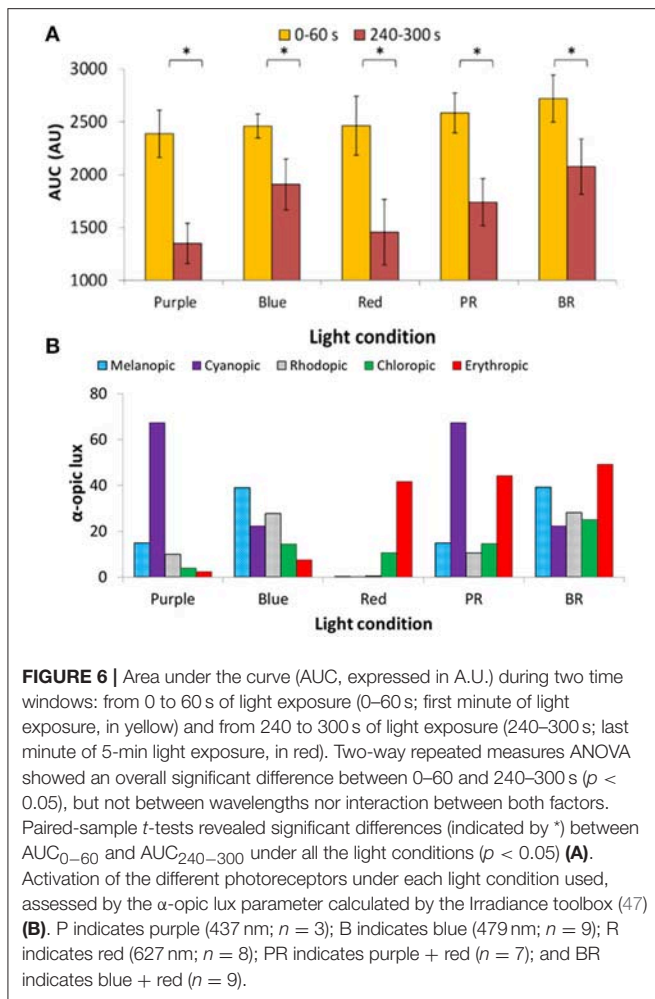 A
0-60 s 240-300 s
* * * * *
3000
2500
2000
1500
1000
AUC (AU)
Purple Blue Red PR BR
Light condition
B
Melanopic Cyanopic Rhodopic Chloropic Erythropic
80
60
40
20
0
α-opic lux
Purple Blue Red PR BR
Light condition
FIGURE 6 | Area under the curve (AUC, expressed in A.U.) during two time
windows: from 0 to 60 s of light exposure (0–60 s; first minute of light
exposure, in yellow) and from 240 to 300 s of light exposure (240–300 s; last
minute of 5-min light exposure, in red). Two-way repeated measures ANOVA
showed an overall significant difference between 0–60 and 240–300 s (p <
0.05), but not between wavelengths nor interaction between both factors.
Paired-sample t-tests revealed significant differences (indicated by *) between
AUC0−60 and AUC240−300 under all the light conditions (p < 0.05) (A).
Activation of the different photoreceptors under each light condition used,
assessed by the α-opic lux parameter calculated by the Irradiance toolbox (47)
(B). P indicates purple (437 nm; n = 3); B indicates blue (479 nm; n = 9); R
indicates red (627 nm; n = 8); PR indicates purple + red (n = 7); and BR
indicates blue + red (n = 9).